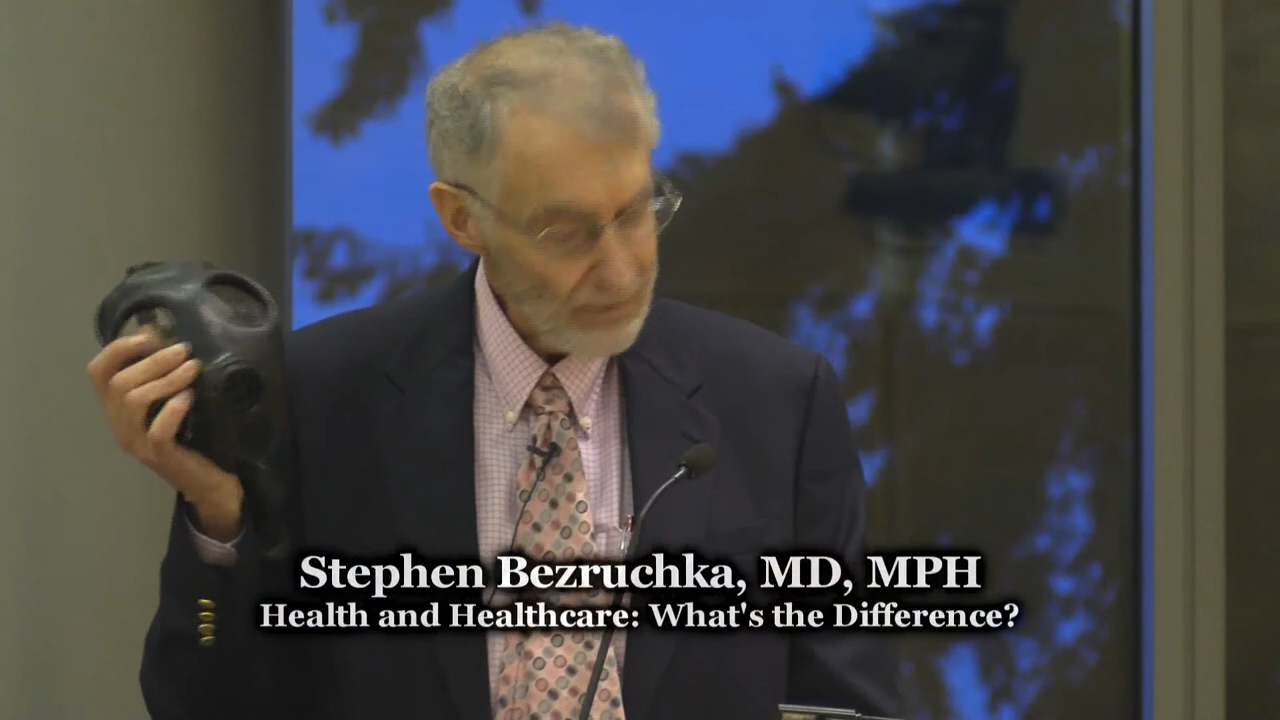 Stephen Bezruchka, MD, MPH
Health and Healthcare: What's the Difference?